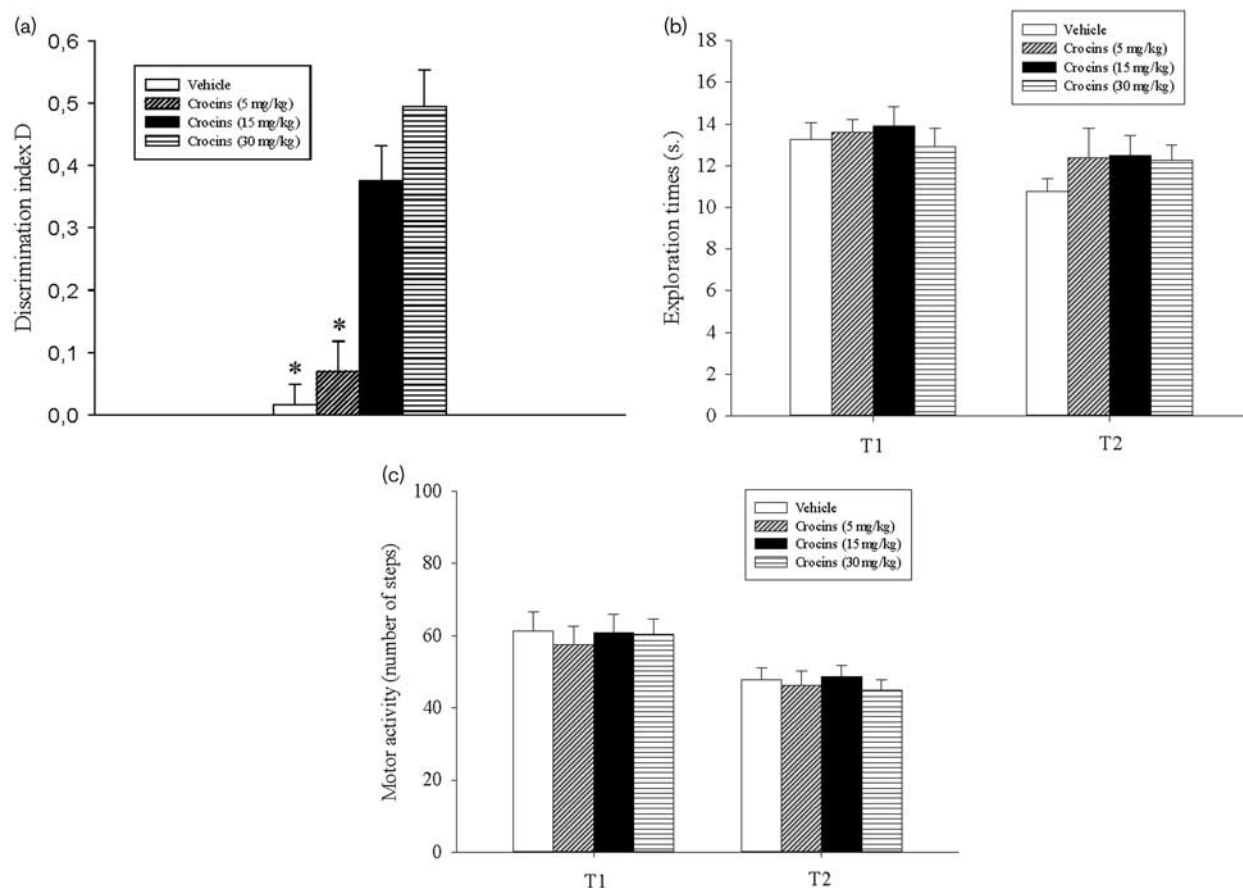 (a)
0,6
0,5
0,4
0,3
0,2
0,1
0,0
Discrimination index D
Vehicle
Crocins (5 mg/kg)
Crocins (15 mg/kg)
Crocins (30 mg/kg)
*
*
(b)
18
16
14
12
10
8
6
4
2
0
Exploration times (s.)
Vehicle
Crocins (5 mg/kg)
Crocins (15 mg/kg)
Crocins (30 mg/kg)
T1
T2
(c)
100
80
60
40
20
0
Motor activity (number of steps)
Vehicle
Crocins (5 mg/kg)
Crocins (15 mg/kg)
Crocins (30 mg/kg)
T1
T2